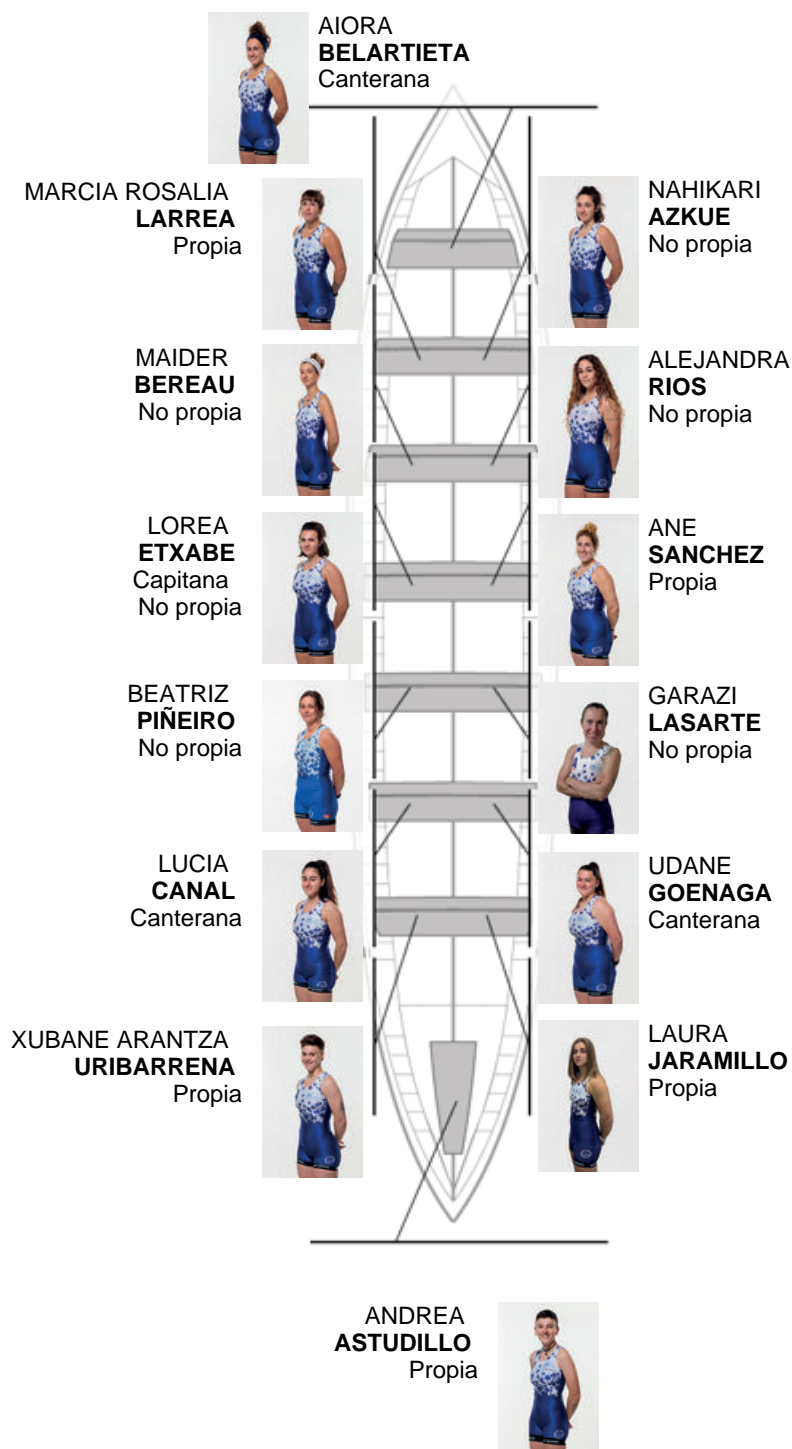 AIORA
BELARTIETA
Canterana
MARCIA ROSALIA
LARREA
Propia
NAHIKARI
AZKUE
No propia
MAIDER
BEREAU
No propia
ALEJANDRA
RIOS
No propia
LOREA
ETXABE
Capitana
No propia
ANE
SANCHEZ
Propia
BEATRIZ
PIÑEIRO
No propia
GARAZI
LASARTE
No propia
LUCIA
CANAL
Canterana
UDANE
GOENAGA
Canterana
XUBANE ARANTZA
URIBARRENA
Propia
LAURA
JARAMILLO
Propia
ANDREA
ASTUDILLO
Propia